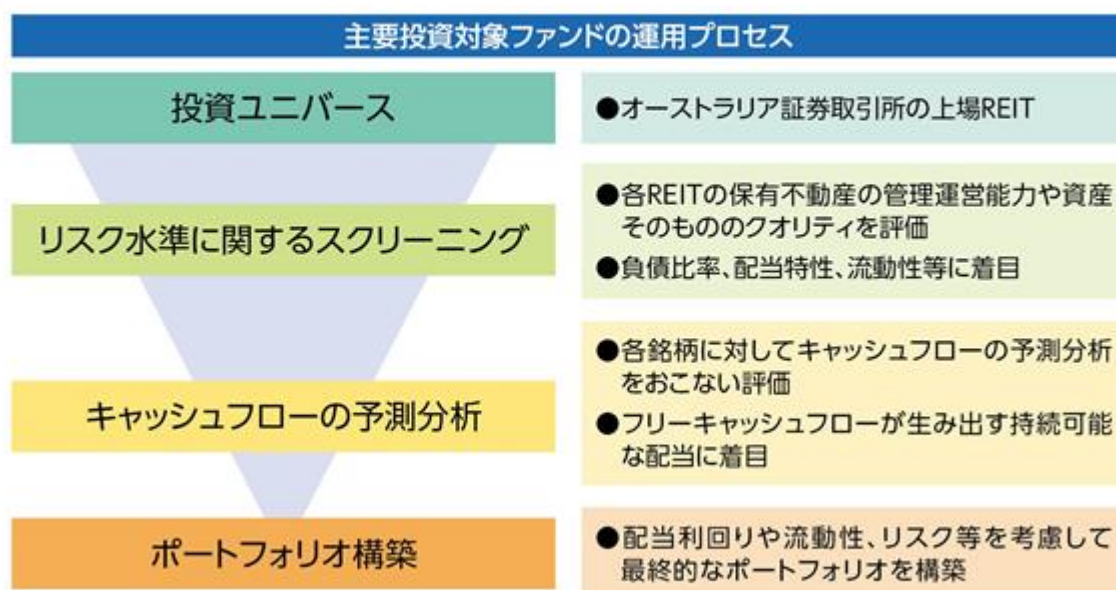 主要投資対象ファンドの運用プロセス
投資ユニバース
●オーストラリア証券取引所の上場REIT
リスク水準に関するスクリーニング
●各REITの保有不動産の管理運営能力や資産
そのもののクオリティを評価
●負債比率、配当特性、流動性等に着目
キャッシュフローの予測分析
●各銘柄に対してキャッシュフローの予測分析
をおこない評価
●フリーキャッシュフローが生み出す持続可能
な配当に着目
ポートフォリオ構築
●配当利回りや流動性、リスク等を考慮して
最終的なポートフォリオを構築